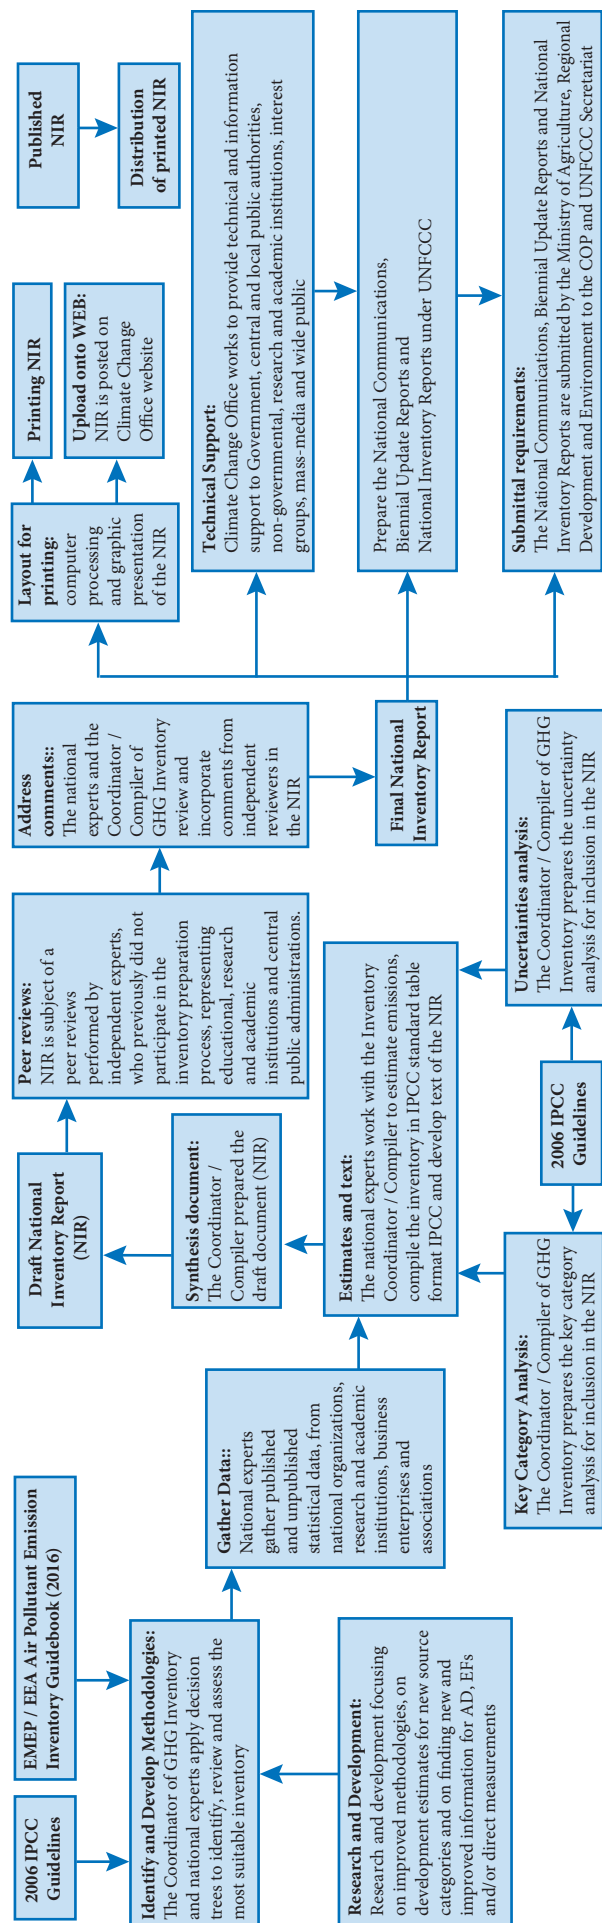 2006 IPCC
Guidelines
EMEP / EEA Air Pollutant Emission
Inventory Guidebook (2016)
Identify and Develop Methodologies:
The Coordinator of GHG Inventory
and national experts apply decision
trees to identify, review and assess the
most suitable inventory
Research and Development:
Research and development focusing
on improved methodologies, on
development estimates for new source
categories and on finding new and
improved information for AD, EFs
and/or direct measurements
Gather Data::
National experts
gather published
and unpublished
statistical data, from
national organizations,
research and academic
institutions, business
enterprises and
associations
Draft National
Inventory Report
(NIR)
Synthesis document:
The Coordinator /
Compiler prepared the
draft document (NIR)
Estimates and text:
The national experts work with the Inventory
Coordinator / Compiler to estimate emissions,
compile the inventory in IPCC standard table
format IPCC and develop text of the NIR
Key Category Analysis:
The Coordinator / Compiler of GHG
Inventory prepares the key category
analysis for inclusion in the NIR
2006 IPCC
Guidelines
Uncertainties analysis:
The Coordinator / Compiler of GHG
Inventory prepares the uncertainty
analysis for inclusion in the NIR
Peer reviews:
NIR is subject of a
peer reviews
performed by
independent experts,
who previously did not
participate in the
inventory preparation
process, representing
educational, research
and academic
institutions and central
public administrations.
Address
comments::
The national
experts and the
Coordinator /
Compiler of
GHG Inventory
review and
incorporate
comments from
independent
reviewers in
the NIR
Final National
Inventory Report
Layout for
printing:
computer
processing
and graphic
presentation
of the NIR
Printing NIR
Upload onto WEB:
NIR is posted on
Climate Change
Office website
Published
NIR
Distribution
of printed NIR
Technical Support:
Climate Change Office works to provide technical and information
support to Government, central and local public authorities,
non-governmental, research and academic institutions, interest
groups, mass-media and wide public
Prepare the National Communications,
Biennial Update Reports and
National Inventory Reports under UNFCCC
Submittal requirements:
The National Communications, Biennial Update Reports and National
Inventory Reports are submitted by the Ministry of Agriculture, Regional
Development and Environment to the COP and UNFCCC Secretariat